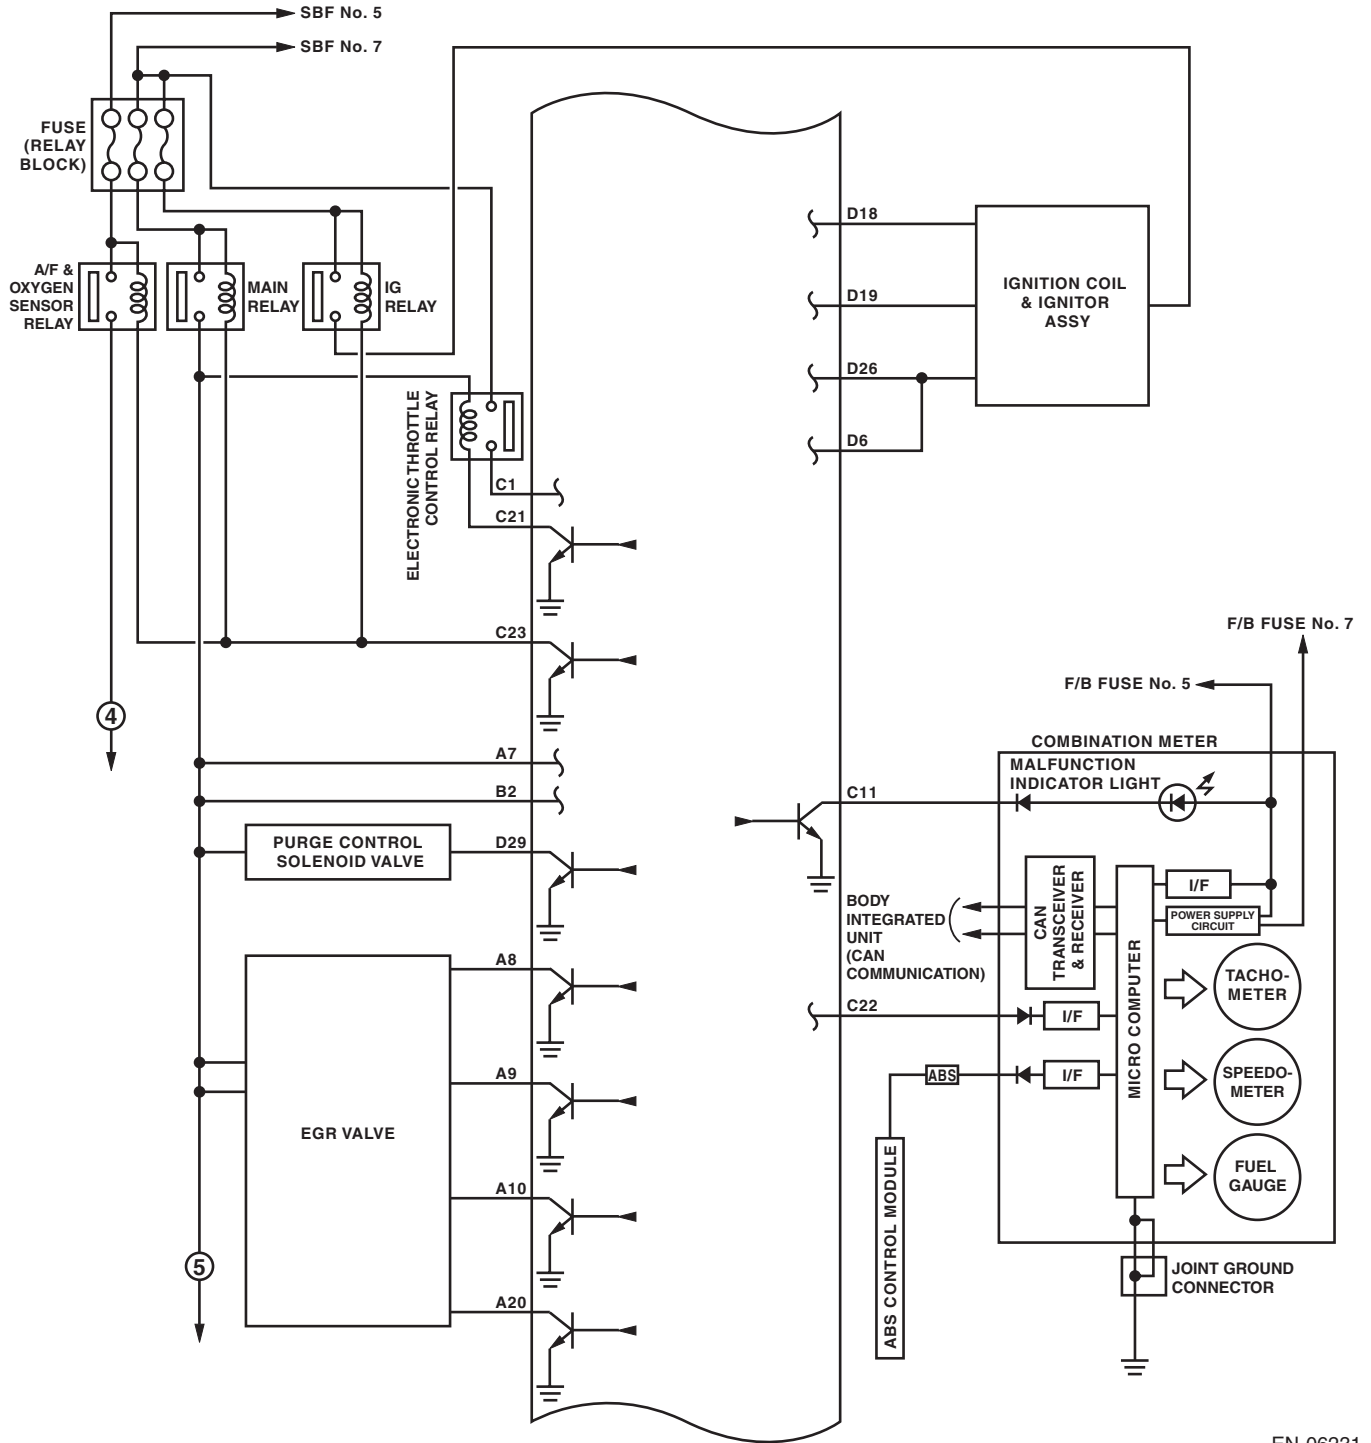 SBF No. 5
SBF No. 7
FUSE
(RELAY
BLOCK)
A/F &
OXYGEN
SENSOR
RELAY
MAIN
RELAY
IG
RELAY
ELECTRONIC THROTTLE
CONTROL RELAY
C1
C21
C23
4
A7
B2
PURGE CONTROL
SOLENOID VALVE
D29
A8
A9
EGR VALVE
A10
A20
5
D18
D19
D26
D6
IGNITION COIL
& IGNITOR
ASSY
F/B FUSE No. 7
F/B FUSE No. 5
COMBINATION METER
MALFUNCTION
INDICATOR LIGHT
C11
BODY
INTEGRATED
UNIT
(CAN
COMMUNICATION)
CAN
TRANSCEIVER
& RECEIVER
MICRO COMPUTER
I/F
POWER SUPPLY
CIRCUIT
TACHO-
METER
C22
I/F
ABS
I/F
SPEEDO-
METER
FUEL
GAUGE
ABS CONTROL MODULE
JOINT GROUND
CONNECTOR